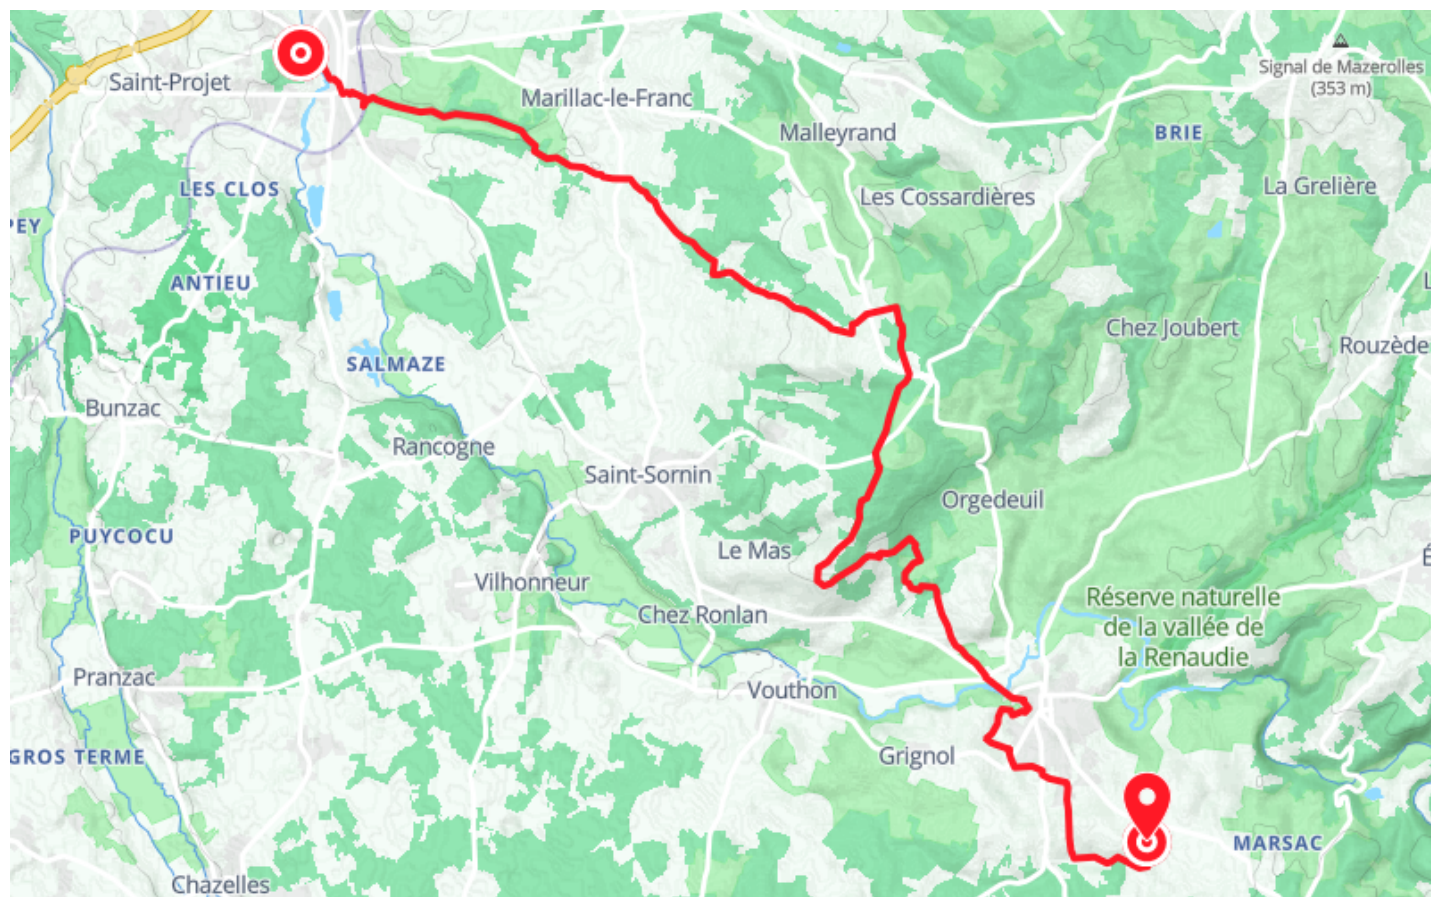 Signal de Mazerolles
(353 m)
Saint-Projet
Marillac-le-Franc
Malleyrand
BRIE
LES CLOS
Les Cossardières
La Grelière
PEY
ANTIEU
Chez Joubert
Rouzède
SALMAZE
Bunzac
Rancogne
Saint-Sornin
Orgedeuil
PUYCOCU
Le Mas
Vilhonneur
Chez Ronlan
Réserve naturelle
de la vallée de
la Renaudie
Pranzac
Vouthon
GROS TERME
Grignol
MARSAC
Chazelles